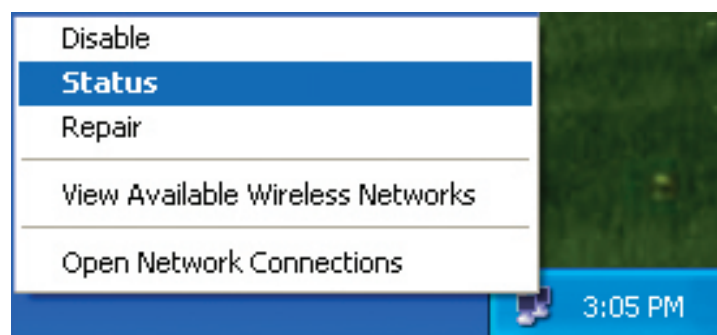 Disable
Status
Repair
View Available Wireless Networks
Open Network Connections
3:05 PM